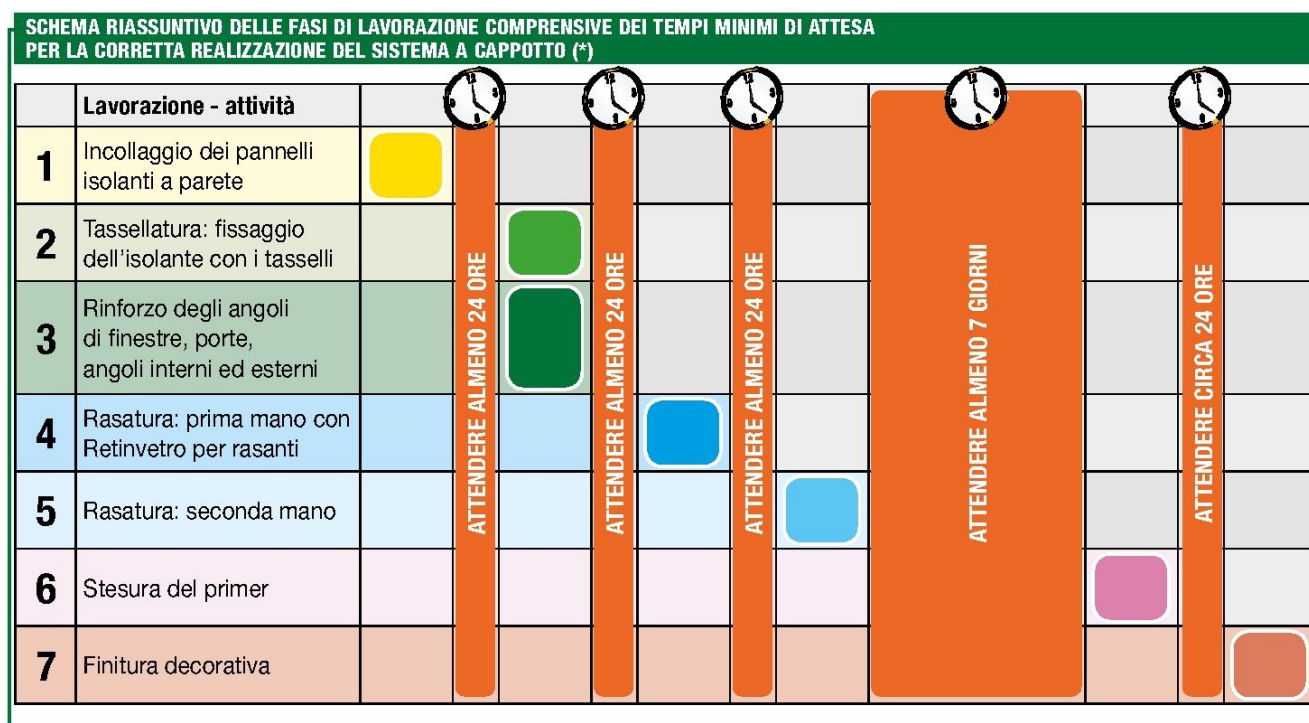 SCHEMA RIASSUNTIVO DELLE FASI DI LAVORAZIONE COMPRENSIVE DEI TEMPI MINIMI DI ATTESA
PER LA CORRETTA REALIZZAZIONE DEL SISTEMA A CAPPOTTO (*)
Lavorazione - attività
1
Incollaggio dei pannelli
isolanti a parete
2
Tassellatura: fissaggio
dell'isolante con i tasselli
3
Rinforzo degli angoli
di finestre, porte,
angoli interni ed esterni
4
Rasatura: prima mano con
Retinvetro per rasanti
5
Rasatura: seconda mano
6
Stesura del primer
7
Finitura decorativa
ATTENDERE ALMENO 24 ORE
ATTENDERE ALMENO 24 ORE
ATTENDERE ALMENO 24 ORE
ATTENDERE ALMENO 7 GIORNI
ATTENDERE CIRCA 24 ORE